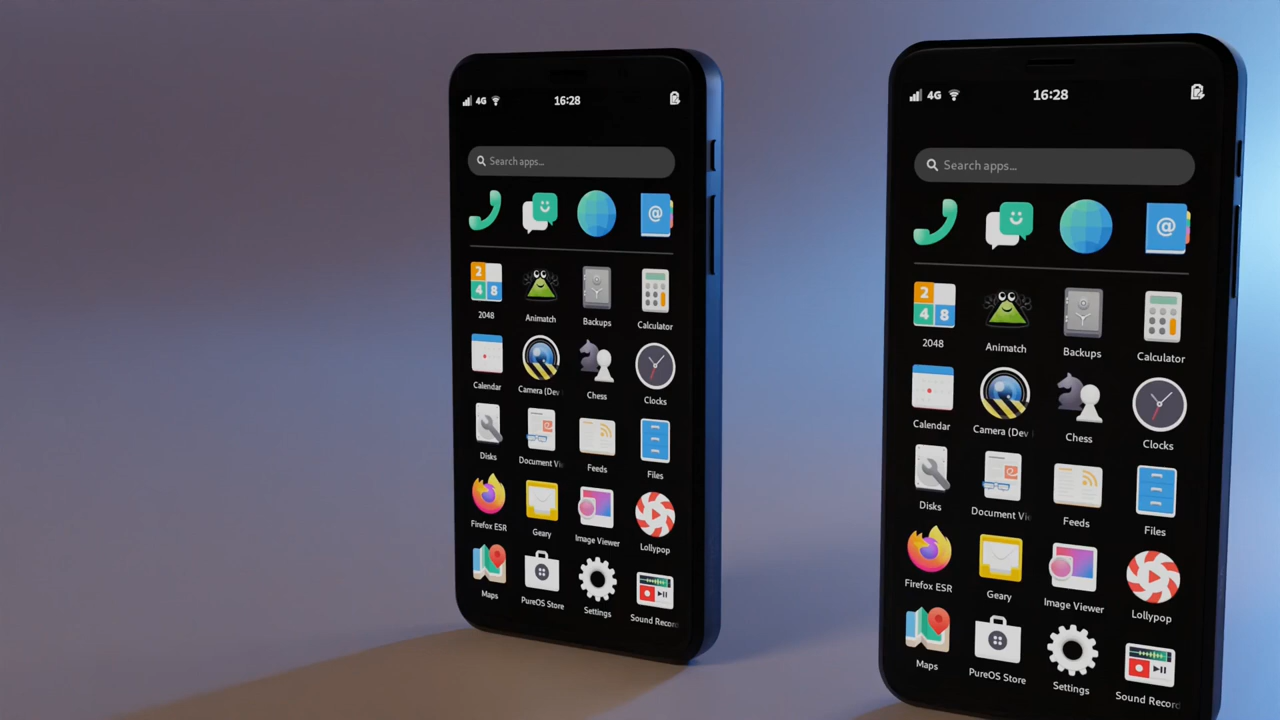 4G 16:28
Search apps...
@
2 4 8
2048 Animatch Backups Calculator
Calendar Camera (Dev Chess Clocks
Disks Document Vi Feeds Files
Firefox ESR Geary Image Viewer Lollypop
Maps PureOS Store Settings Sound Recor
4G 16:28
Search apps...
@
2 4 8
2048 Animatch Backups Calculator
Calendar Camera (Dev Chess Clocks
Disks Document Vi Feeds Files
Firefox ESR Geary Image Viewer Lollypop
Maps PureOS Store Settings Sound Recor